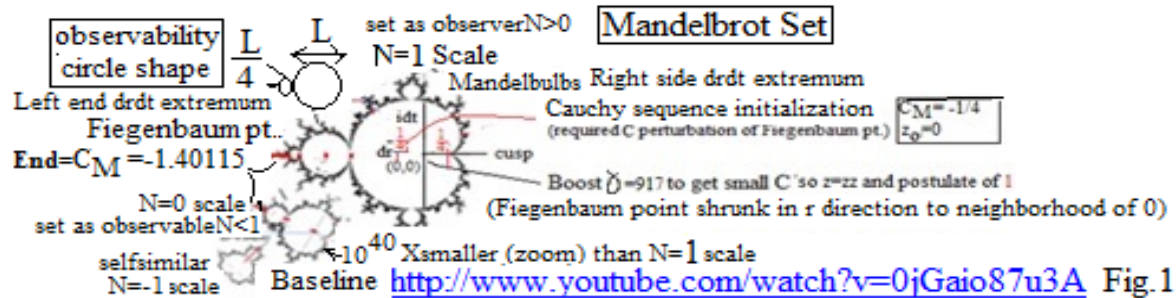 set as observerN>0
Mandelbrot Set
observability
circle shape
L
4
L
N=1 Scale
Mandelbulbs Right side drdt extremum
Left end drdt extremum
Cauchy sequence initialization
(required C perturbation of Fiegenbaum pt.)
C_M = -1/4
z_o=0
Fiegenbaum pt..
idt
dr
(0,0)
cusp
End=C_M =-1.40115
Boost γ=917 to get small C so z=zz and postulate of 1
N=0 scale
set as observableN<1
(Fiegenbaum point shrunk in r direction to neighborhood of 0)
10^40 Xsmaller (zoom) than N=1 scale
selfsimilar
N=-1 scale
Baseline http://www.youtube.com/watch?v=0jGaio87u3A Fig.1